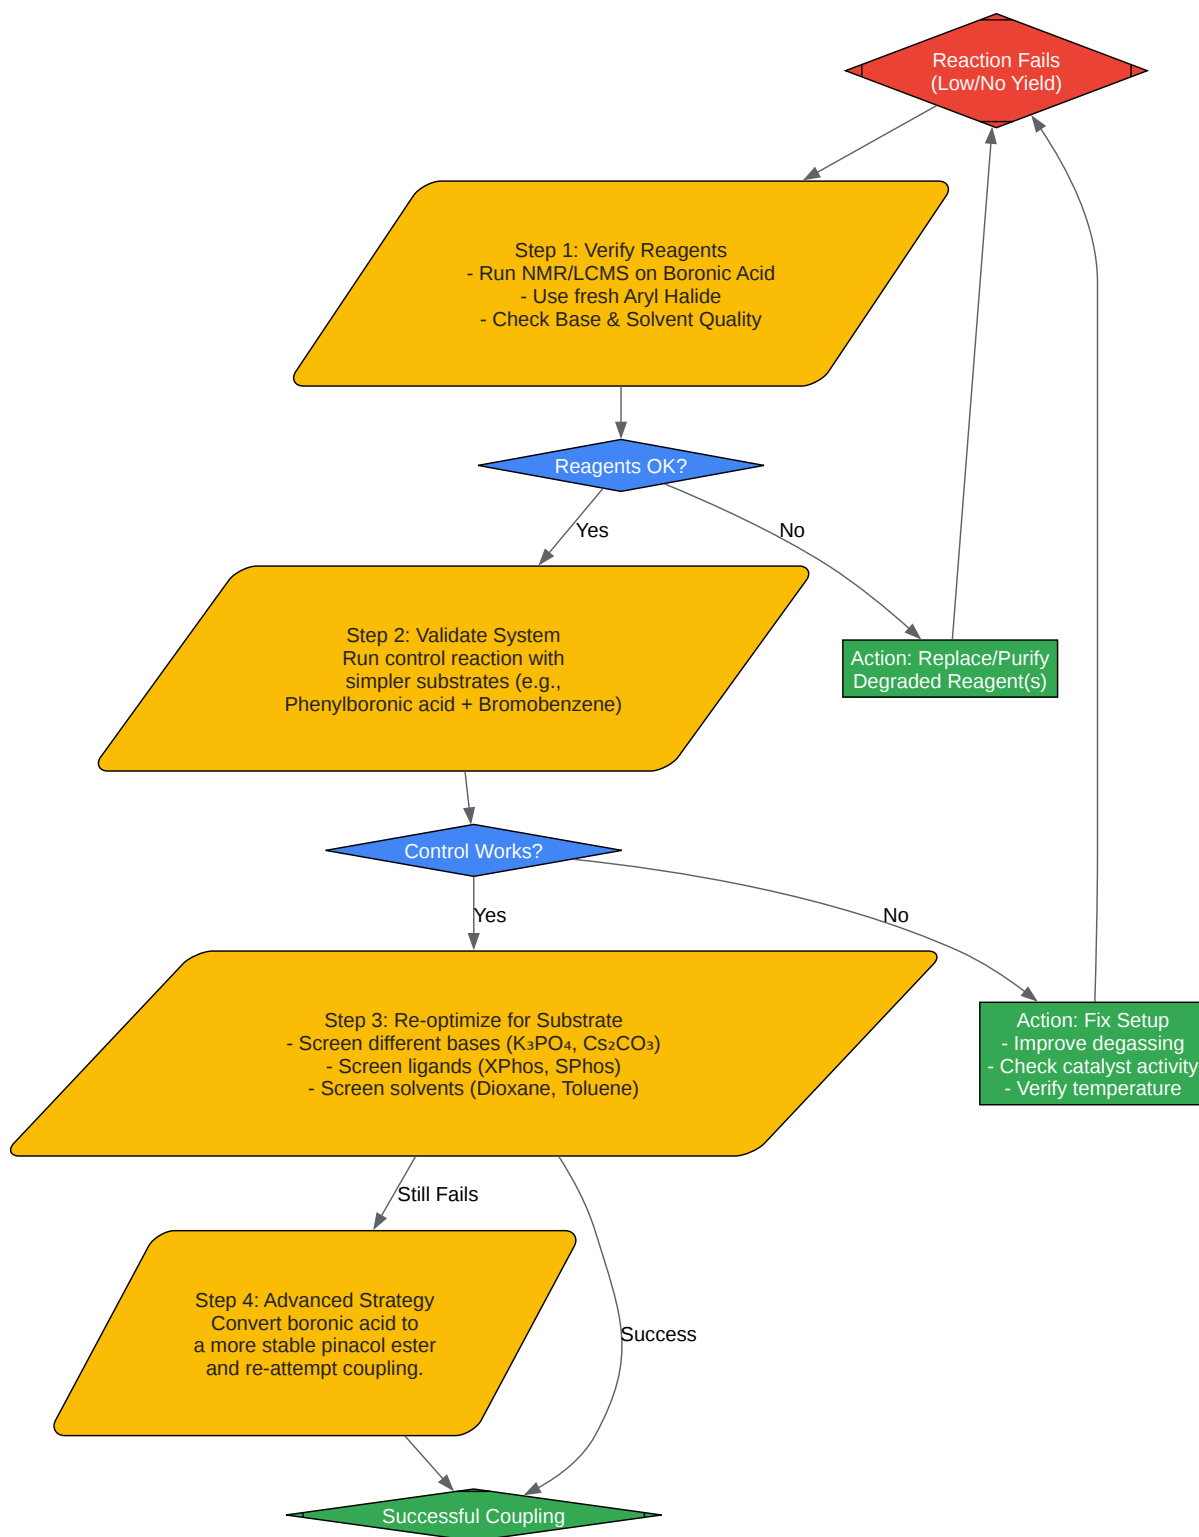 Reaction Fails
(Low/No Yield)
Step 1: Verify Reagents
- Run NMR/LCMS on Boronic Acid
- Use fresh Aryl Halide
- Check Base & Solvent Quality
Reagents OK?
Yes
No
Step 2: Validate System
Run control reaction with
simpler substrates (e.g.,
Phenylboronic acid + Bromobenzene)
Action: Replace/Purify
Degraded Reagent(s)
Control Works?
Yes
No
Step 3: Re-optimize for Substrate
- Screen different bases (K₃PO₄, Cs₂CO₃)
- Screen ligands (XPhos, SPhos)
- Screen solvents (Dioxane, Toluene)
Action: Fix Setup
- Improve degassing
- Check catalyst activity
- Verify temperature
Still Fails
Success
Step 4: Advanced Strategy
Convert boronic acid to
a more stable pinacol ester
and re-attempt coupling.
Successful Coupling